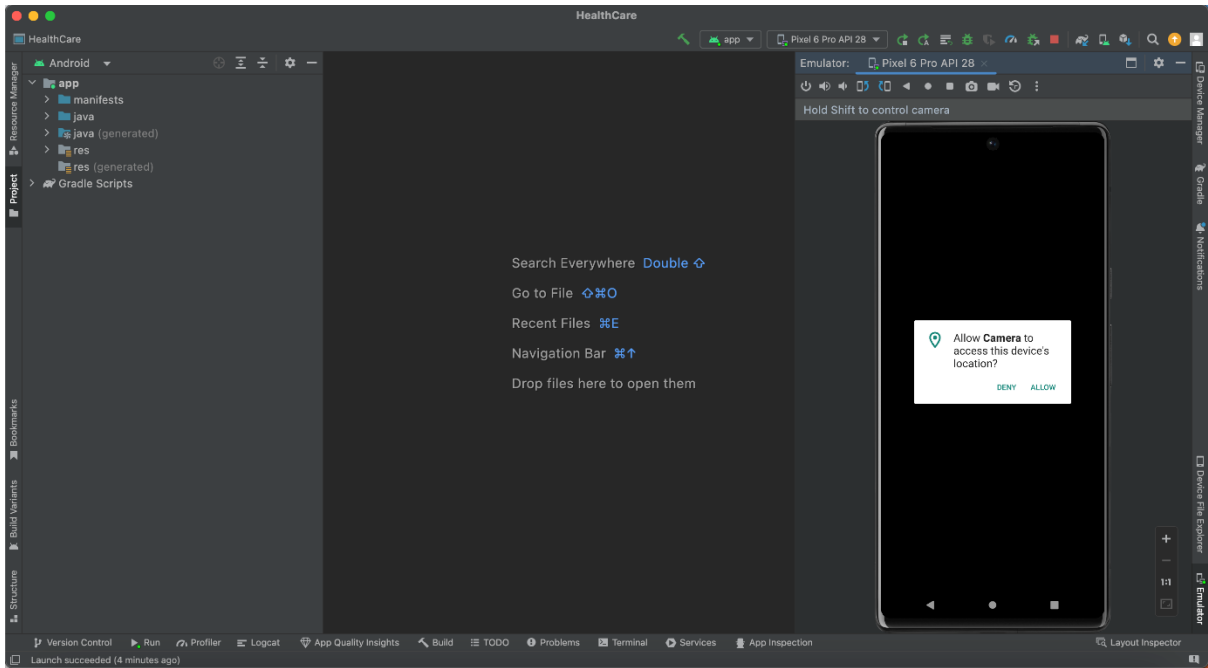 HealthCare
HealthCare
app
Pixel 6 Pro API 28
Resource Manager
Project
Bookmarks
Build Variants
Structure
Android
app
manifests
java
java (generated)
res
res (generated)
Gradle Scripts
Search Everywhere Double ⇧
Go to File ⇧⌘O
Recent Files ⌘E
Navigation Bar ⌘↑
Drop files here to open them
Emulator: Pixel 6 Pro API 28
Hold Shift to control camera
Allow Camera to
access this device's
location?
DENY ALLOW
1:1
Device Manager
Gradle
Notifications
Device File Explorer
Emulator
Version Control Run Profiler Logcat App Quality Insights Build TODO Problems Terminal Services App Inspection Layout Inspector
Launch succeeded (4 minutes ago)